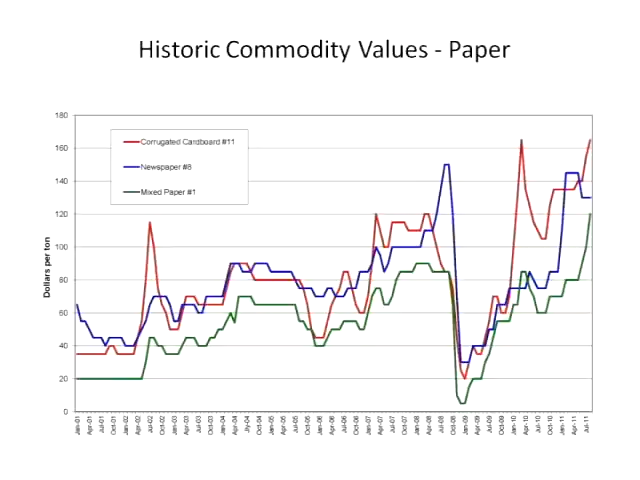 Historic Commodity Values - Paper
180
160
140
120
100
80
60
40
20
0
Dollars per ton
Corrugated Cardboard #11
Newspaper #8
Mixed Paper #1
Jan-01
Apr-01
Jul-01
Oct-01
Jan-02
Apr-02
Jul-02
Oct-02
Jan-03
Apr-03
Jul-03
Oct-03
Jan-04
Apr-04
Jly-04
Oct-04
Jan-05
Apr-05
Jul-05
Oct-05
Jan-06
Apr-06
Jul-06
Oct-06
Jan-07
Apr-07
Jul-07
Oct-07
Jan-08
Apr-08
Jul-08
Oct-08
Jan-09
Apr-09
Jul-09
Oct-09
Jan-10
Apr-10
Jul-10
Oct-10
Jan-11
Apr-11
Jul-11